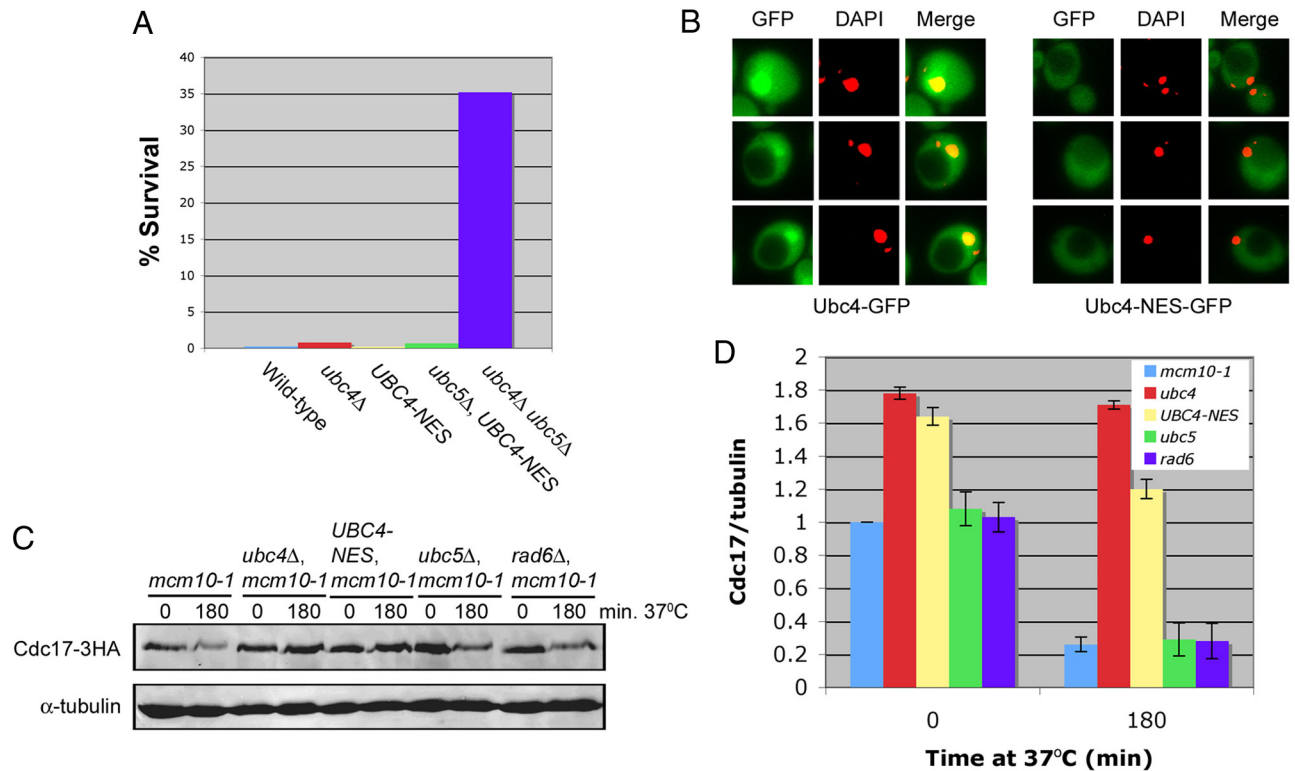 A
% Survival
40
35
30
25
20
15
10
5
0
Wild-type
ubc4Δ
UBC4-NES
ubc5Δ, UBC4-NES
ubc4Δ ubc5Δ
B
GFP DAPI Merge GFP DAPI Merge
Ubc4-GFP Ubc4-NES-GFP
C
mcm10-1
ubc4Δ,
mcm10-1
UBC4-
NES,
mcm10-1
ubc5Δ,
mcm10-1
rad6Δ,
mcm10-1
0 180 0 180 0 180 0 180 0 180 min. 37⁰C
Cdc17-3HA
α-tubulin
D
Cdc17/tubulin
2
1.8
1.6
1.4
1.2
1
0.8
0.6
0.4
0.2
0
mcm10-1
ubc4
UBC4-NES
ubc5
rad6
0 180
Time at 37⁰C (min)